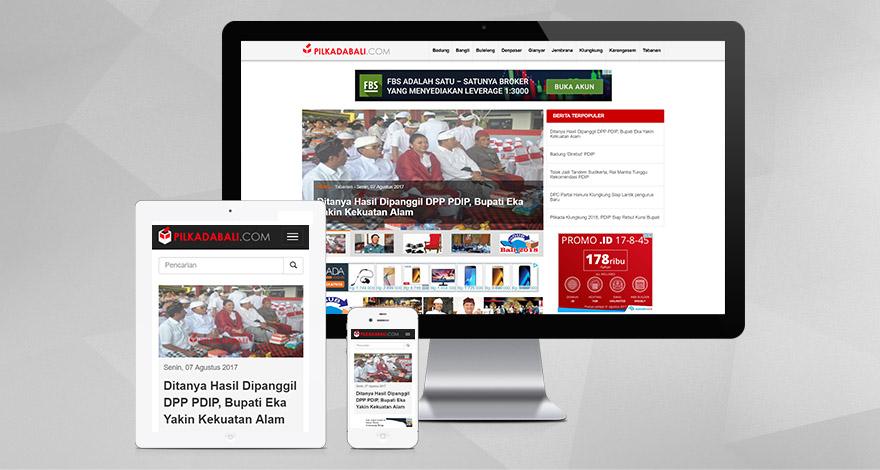 PILKADABALI.COM
Badung Bangli Buleleng Denpasar Gianyar Jembrana Klungkung Karangasem Tabanan
FBS
FBS ADALAH SATU – SATUNYA BROKER
YANG MENYEDIAKAN LEVERAGE 1:3000
BUKA AKUN
Tabanan - Senin, 07 Agustus 2017
Ditanya Hasil Dipanggil DPP PDIP, Bupati Eka
Yakin Kekuatan Alam
BERITA TERPOPULER
Ditanya Hasil Dipanggil DPP PDIP, Bupati Eka Yakin
Kekuatan Alam
Badung 'Direbut' PDIP
Tolak Jadi Tandem Sudikerta, Rai Mantra Tunggu
Rekomendasi PDIP
DPC Partai Hanura Klungkung Siap Lantik pengurus
Baru
Pilkada Klungkung 2018, PDIP Siap Rebut Kursi Bupati
PROMO .ID 17-8-45
178ribu
PILKADABALI.COM
Pencarian
Senin, 07 Agustus 2017
Ditanya Hasil Dipanggil
DPP PDIP, Bupati Eka
Yakin Kekuatan Alam
PILKADABALI.COM
Pencarian
Senin, 07 Agustus 2017
Ditanya Hasil Dipanggil
DPP PDIP, Bupati Eka
Yakin Kekuatan Alam